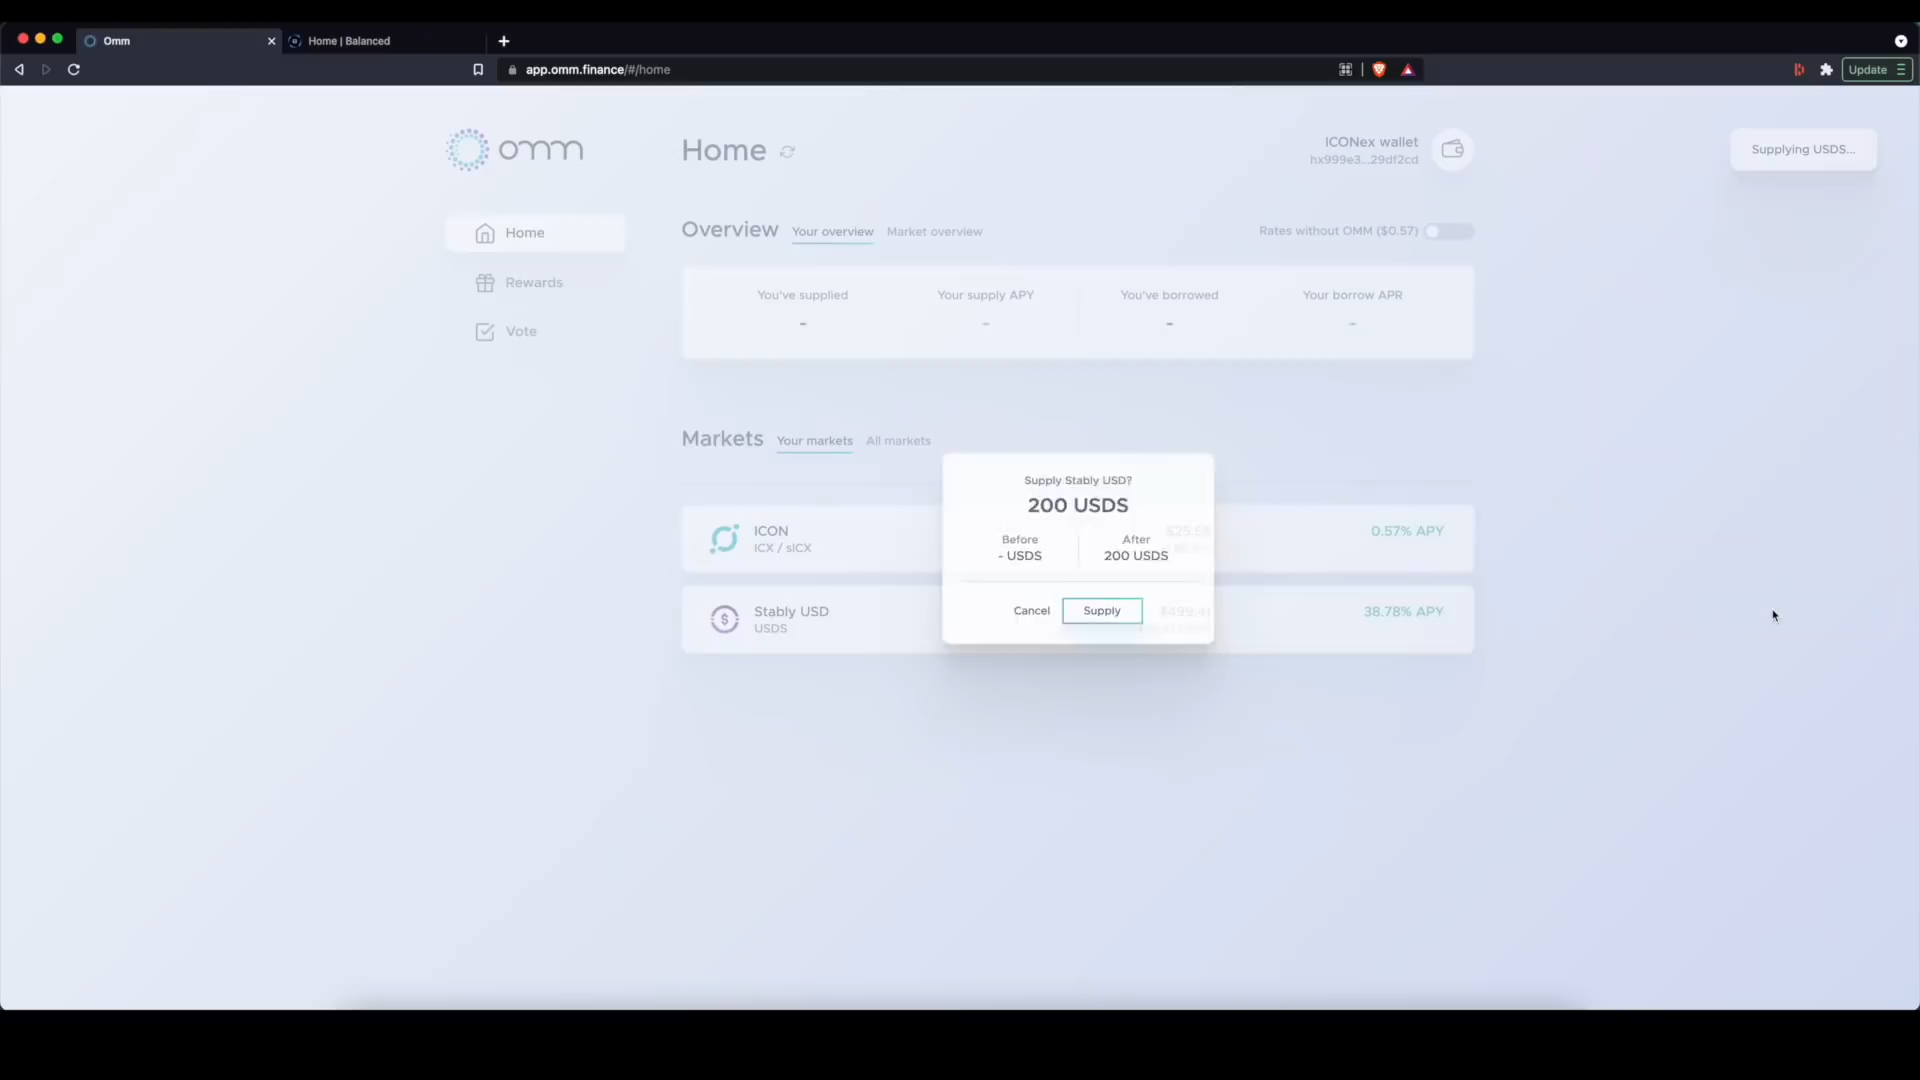 Omm
Home | Balanced
app.omm.finance/#/home
Update
omm
Home
ICONex wallet
hx999e3...29df2cd
Supplying USDS...
Home
Rewards
Vote
Overview Your overview Market overview
Rates without OMM ($0.57)
You've supplied Your supply APY You've borrowed Your borrow APR
- - - -
Markets Your markets All markets
Supply Stably USD?
200 USDS
Before After
- USDS 200 USDS
Cancel Supply
ICON
ICX / sICX
0.57% APY
Stably USD
USDS
38.78% APY